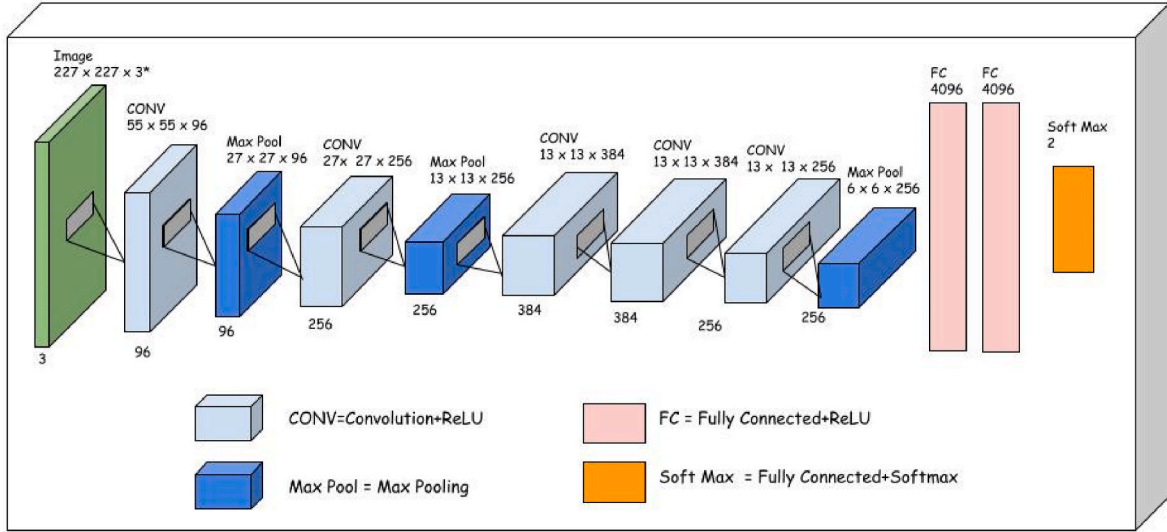 Image
227 x 227 x 3*
CONV
55 x 55 x 96
Max Pool
27 x 27 x 96
CONV
27x 27 x 256
Max Pool
13 x 13 x 256
CONV
13 x 13 x 384
CONV
13 x 13 x 384
CONV
13 x 13 x 256
Max Pool
6 x 6 x 256
FC
4096
FC
4096
Soft Max
2
3
96
96
256
256
384
384
256
256
CONV=Convolution+ReLU
FC = Fully Connected+ReLU
Max Pool = Max Pooling
Soft Max = Fully Connected+Softmax